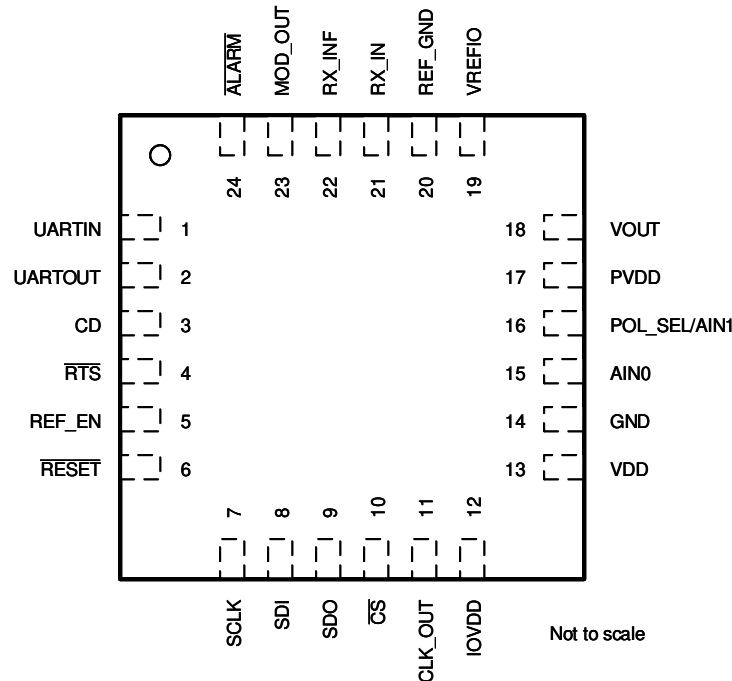 ALARM
MOD_OUT
RX_INF
RX_IN
REF_GND
VREFIO
24
23
22
21
20
19
UARTIN 1
18 VOUT
UARTOUT 2
17 PVDD
CD 3
16 POL_SEL/AIN1
RTS 4
15 AIN0
REF_EN 5
14 GND
RESET 6
13 VDD
7
8
9
10
11
12
SCLK
SDI
SDO
CS
CLK_OUT
IOVDD
Not to scale